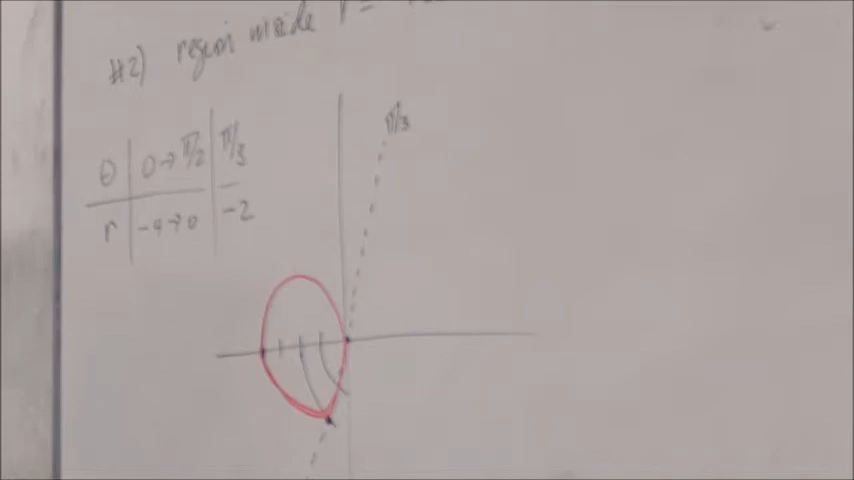 #2) region inside r =
π/3
θ | 0→π/2 | π/3
r | -4→0 | -2